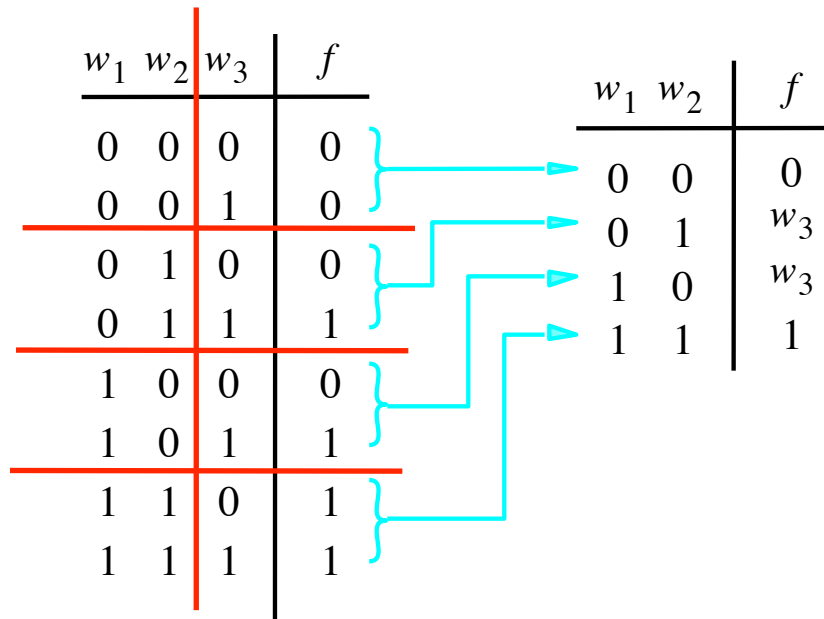 w1 w2 w3 f
0 0 0 0
0 0 1 0
0 1 0 0
0 1 1 1
1 0 0 0
1 0 1 1
1 1 0 1
1 1 1 1
w1 w2 f
0 0 0
0 1 w3
1 0 w3
1 1 1